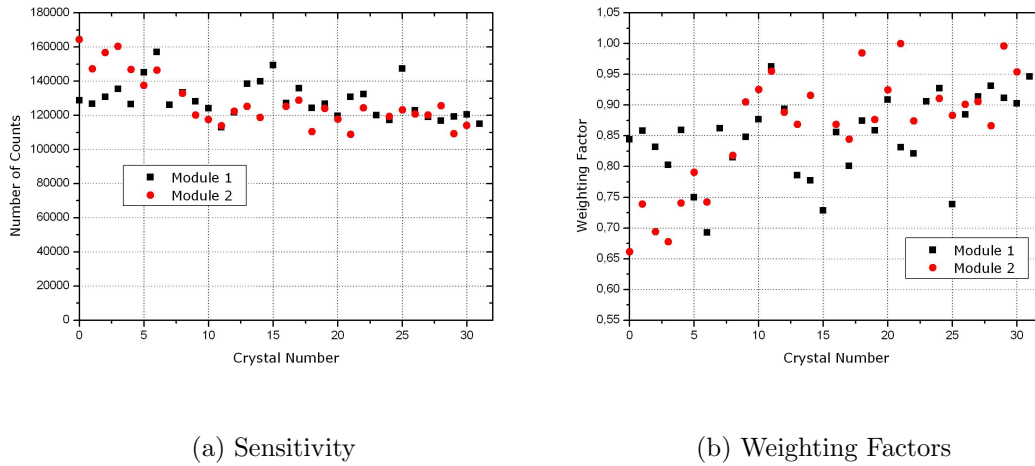 180000
160000
140000
120000
100000
80000
60000
40000
20000
0
Number of Counts
Module 1
Module 2
0 5 10 15 20 25 30
Crystal Number
(a) Sensitivity
1,05
1,00
0,95
0,90
0,85
0,80
0,75
0,70
0,65
0,60
0,55
Weighting Factor
Module 1
Module 2
0 5 10 15 20 25 30
Crystal Number
(b) Weighting Factors